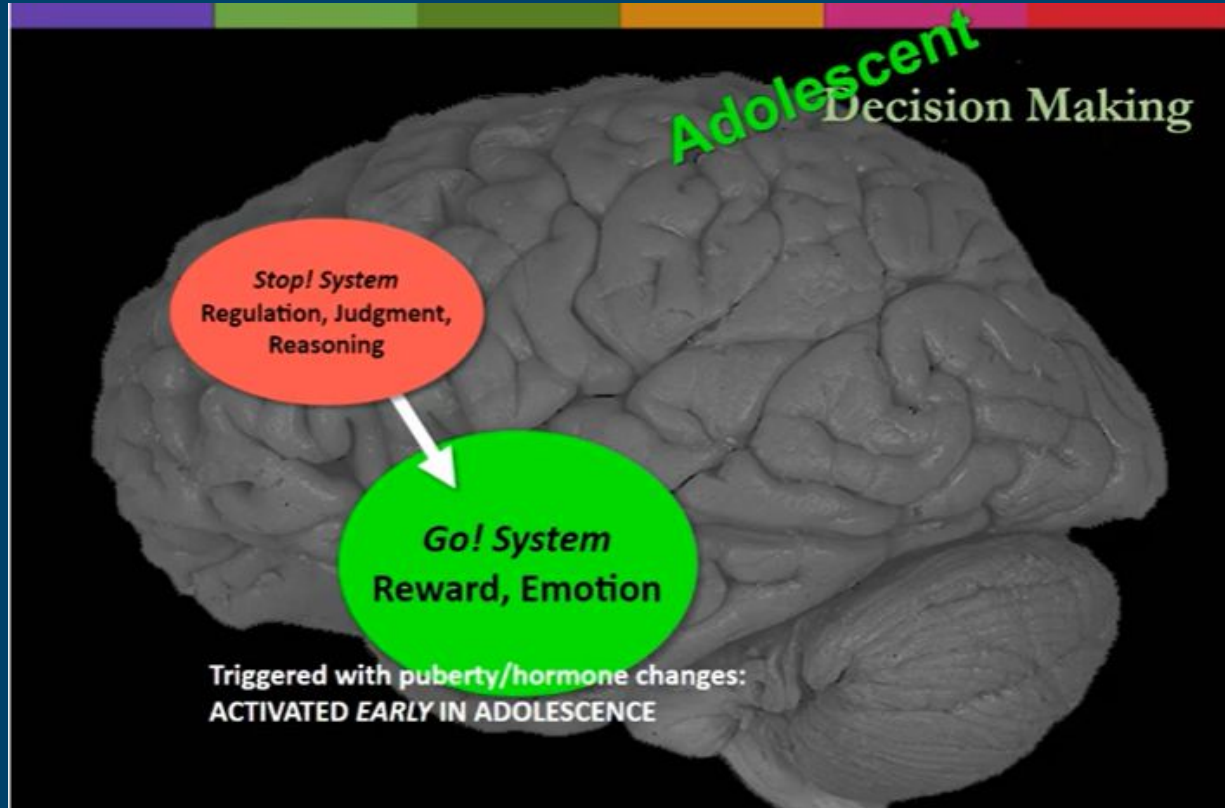 Adolescent
Decision Making
Stop! System
Regulation, Judgment,
Reasoning
Go! System
Reward, Emotion
Triggered with puberty/hormone changes:
ACTIVATED EARLY IN ADOLESCENCE